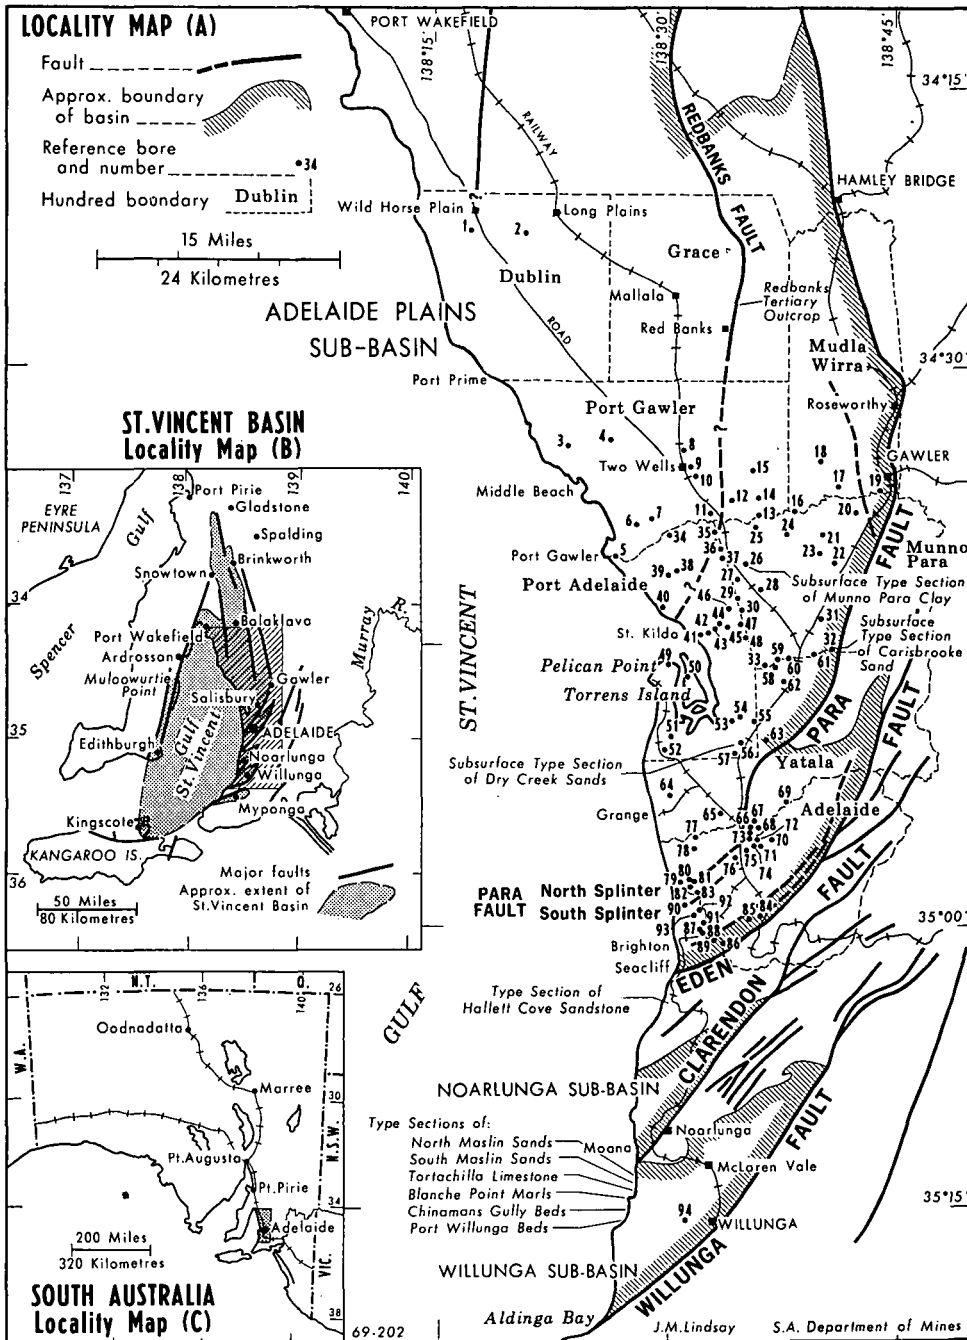 LOCALITY MAP (A)
Fault
Approx. boundary
of basin
Reference bore
and number
34
Hundred boundary
Dublin
15 Miles
24 Kilometres
PORT WAKEFIELD
138°15'
138°30'
138°45'
34°15'
RAILWAY
REDBANKS
FAULT
HAMLEY BRIDGE
Wild Horse Plain
?
Long Plains
1
2
Grace
Dublin
Mallala
Redbanks
Tertiary
Outcrop
ADELAIDE PLAINS
SUB-BASIN
ROAD
Red Banks
Mudla
Wirra
34°30'
Port Prime
Roseworthy
Port Gawler
?
3
4
8
Two Wells
9
10
15
18
17
GAWLER
19
Middle Beach
12
14
16
20
6
7
11
13
34
35
25
24
21
23
22
Port Gawler
5
36
37
26
Munno
Para
FAULT
39
38
27
28
Subsurface Type Section
of Munno Para Clay
Port Adelaide
46
29
40
44
30
31
Subsurface
Type Section
of Carisbrooke
Sand
42
47
32
St. Kilda
41
43
45
48
59
61
Pelican Point
49
50
33
60
58
62
Torrens Island
54
55
PARA
FAULT
53
51
52
63
56
57
Subsurface Type Section
of Dry Creek Sands
Yatala
64
69
Adelaide
Grange
65
67
66
68
72
77
73
70
78
75
71
76
74
FAULT
80
79
81
PARA
FAULT
North Splinter
182
83
South Splinter
90
92
91
85
84
35°00'
93
87
88
Brighton
89
86
Seacliff
EDEN
Type Section of
Hallett Cove Sandstone
GULF
ST. VINCENT
CLARENDON
NOARLUNGA SUB-BASIN
Noarlunga
FAULT
Type Sections of:
North Maslin Sands
South Maslin Sands
Tortachilla Limestone
Blanche Point Marls
Chinamans Gully Beds
Port Willunga Beds
Moana
McLaren Vale
35°15'
94
WILLUNGA
WILLUNGA SUB-BASIN
WILLUNGA
Aldinga Bay
J.M.Lindsay
S.A. Department of Mines
69-202
ST.VINCENT BASIN
Locality Map (B)
137
138
139
140
Port Pirie
EYRE
PENINSULA
Gulf
Gladstone
Spalding
Brinkworth
Snowtown
34
Port Wakefield
Balaklava
Murray
R.
Ardrossan
Spencer
Muloowurtie
Point
Gawler
Salisbury
35
ADELAIDE
Edithburgh
Gulf
St.Vincent
Noarlunga
Willunga
Myponga
Kingscote
KANGAROO IS.
36
Major faults
Approx. extent of
St.Vincent Basin
50 Miles
80 Kilometres
N.T.
Q.
132
136
140
26
Oodnadatta
W.A.
Marree
30
N.S.W.
Pt.Augusta
Pt.Pirie
34
Adelaide
200 Miles
320 Kilometres
VIC.
SOUTH AUSTRALIA
Locality Map (C)
38